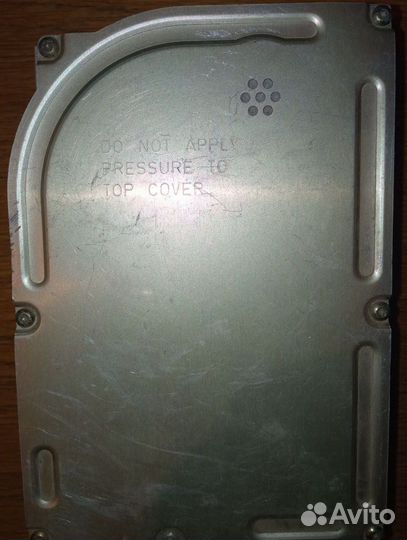 DO NOT APPLY
PRESSURE TO
TOP COVER
Avito